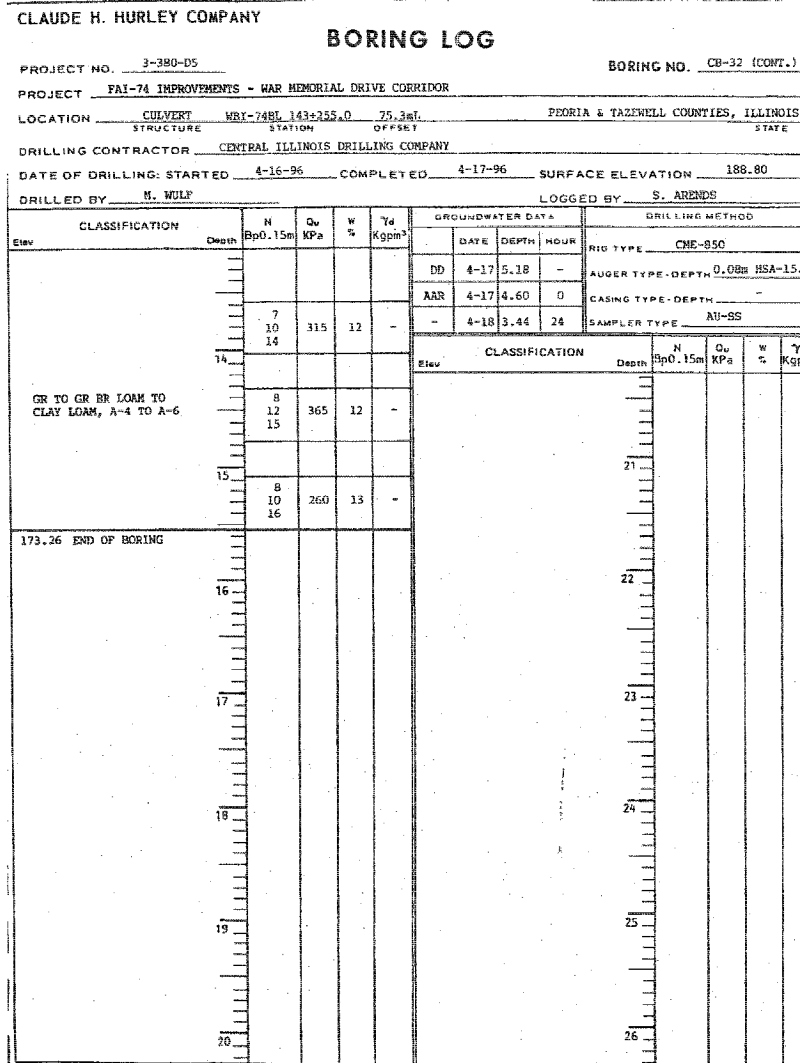 CLAUDE H. HURLEY COMPANY
BORING LOG
PROJECT NO. 3-380-D5 BORING NO. CB-32 (CONT.)
PROJECT FAI-74 IMPROVEMENTS - WAR MEMORIAL DRIVE CORRIDOR
LOCATION CULVERT WBI-74BL 143+255.0 75.3mL PEORIA & TAZEWELL COUNTIES, ILLINOIS
STRUCTURE STATION OFFSET STATE
DRILLING CONTRACTOR CENTRAL ILLINOIS DRILLING COMPANY
DATE OF DRILLING: STARTED 4-16-96 COMPLETED 4-17-96 SURFACE ELEVATION 188.80
DRILLED BY M. WULF LOGGED BY S. ARENDS
CLASSIFICATION N Qu W γd
Elev Depth Bp0.15m KPa % Kgpm³
GROUNDWATER DATA
DATE DEPTH HOUR
DD 4-17 5.18 -
AAR 4-17 4.60 0
- 4-18 3.44 24
DRILLING METHOD
RIG TYPE CME-850
AUGER TYPE-DEPTH 0.08m HSA-15.
CASING TYPE-DEPTH -
SAMPLER TYPE AU-SS
7
10 315 12 -
14
14
GR TO GR BR LOAM TO
CLAY LOAM, A-4 TO A-6
8
12 365 12 -
15
15
8
10 260 13 -
16
173.26 END OF BORING
16
17
18
19
20
CLASSIFICATION N Qu W γ
Elev Depth Bp0.15m KPa % Kgp
21
22
23
24
25
26